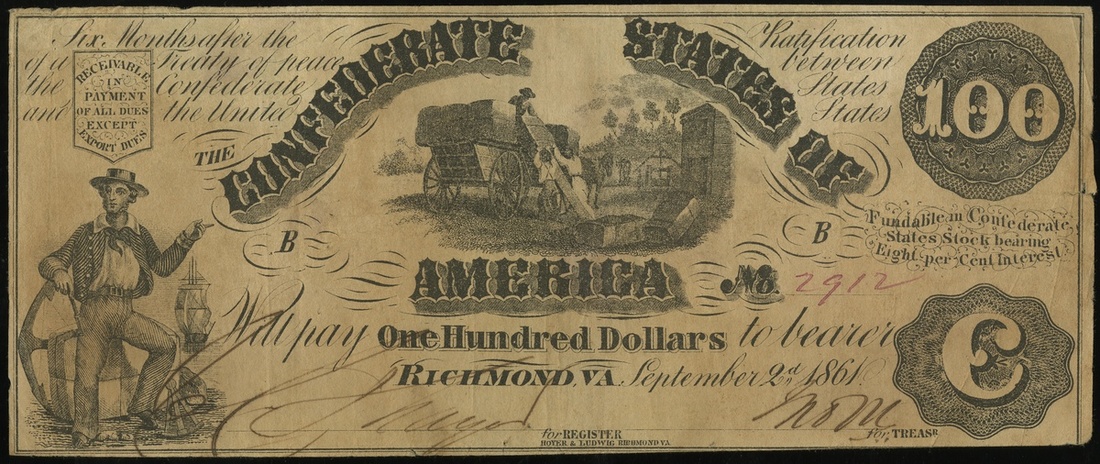 Six Months after the Ratification
of a Treaty of peace between
the Confederate States
and the United States
RECEIVABLE
IN
PAYMENT
OF ALL DUES
EXCEPT
EXPORT DUES
THE
CONFEDERATE STATES OF
AMERICA
100
B
B
Fundable in Confederate
States Stock bearing
Eight per Cent Interest
No. 2912
Will pay One Hundred Dollars to bearer
RICHMOND, VA September 2d, 1861
C
for REGISTER
for TREASR
HOYER & LUDWIG RICHMOND VA